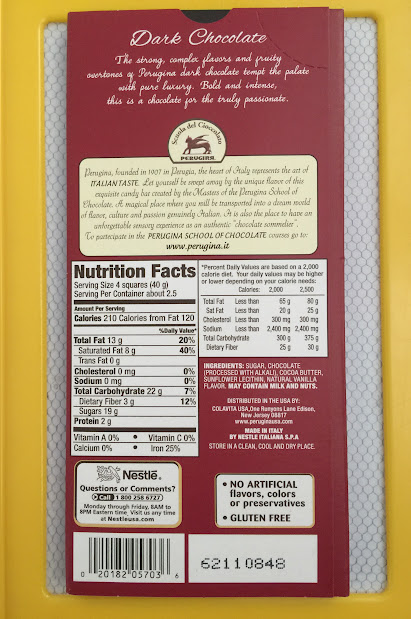 Dark Chocolate
The strong, complex flavors and fruity
overtones of Perugina dark chocolate tempt the palate
with pure luxury. Bold and intense,
this is a chocolate for the truly passionate.
Scuola del Cioccolato
PERUGINA
Perugina, founded in 1907 in Perugia, the heart of Italy represents the art of
ITALIAN TASTE. Let yourself be swept away by the unique flavor of this
exquisite candy bar created by the Masters of the Perugina School of
Chocolate. A magical place where you will be transported into a dream world
of flavor, culture and passion genuinely Italian. It is also the place to have an
unforgettable sensory experience as an authentic "chocolate sommelier".
To participate in the PERUGINA SCHOOL OF CHOCOLATE courses go to:
www.perugina.it
Nutrition Facts
Serving Size 4 squares (40 g)
Serving Per Container about 2.5
Amount Per Serving
Calories 210 Calories from Fat 120
%Daily Value*
Total Fat 13 g 20%
Saturated Fat 8 g 40%
Trans Fat 0 g
Cholesterol 0 mg 0%
Sodium 0 mg 0%
Total Carbohydrate 22 g 7%
Dietary Fiber 3 g 12%
Sugars 19 g
Protein 2 g
Vitamin A 0% • Vitamin C 0%
Calcium 0% • Iron 25%
*Percent Daily Values are based on a 2,000
calorie diet. Your daily values may be higher
or lower depending on your calorie needs:
Calories: 2,000 2,500
Total Fat Less than 65 g 80 g
Sat Fat Less than 20 g 25 g
Cholesterol Less than 300 mg 300 mg
Sodium Less than 2,400 mg 2,400 mg
Total Carbohydrate 300 g 375 g
Dietary Fiber 25 g 30 g
INGREDIENTS: SUGAR, CHOCOLATE
(PROCESSED WITH ALKALI), COCOA BUTTER,
SUNFLOWER LECITHIN, NATURAL VANILLA
FLAVOR. MAY CONTAIN MILK AND NUTS.
DISTRIBUTED IN THE USA BY:
COLAVITA USA, One Runyons Lane Edison,
New Jersey 08817
www.peruginausa.com
MADE IN ITALY
BY NESTLE ITALIANA S.P.A
STORE IN A CLEAN, COOL AND DRY PLACE.
Nestlé®
Questions or Comments?
Call 1 800 258 6727
Monday through Friday, 8AM to
8PM Eastern time. Visit us any time
at Nestleusa.com
• NO ARTIFICIAL
flavors, colors
or preservatives
• GLUTEN FREE
0 20182 05703 6
62110848